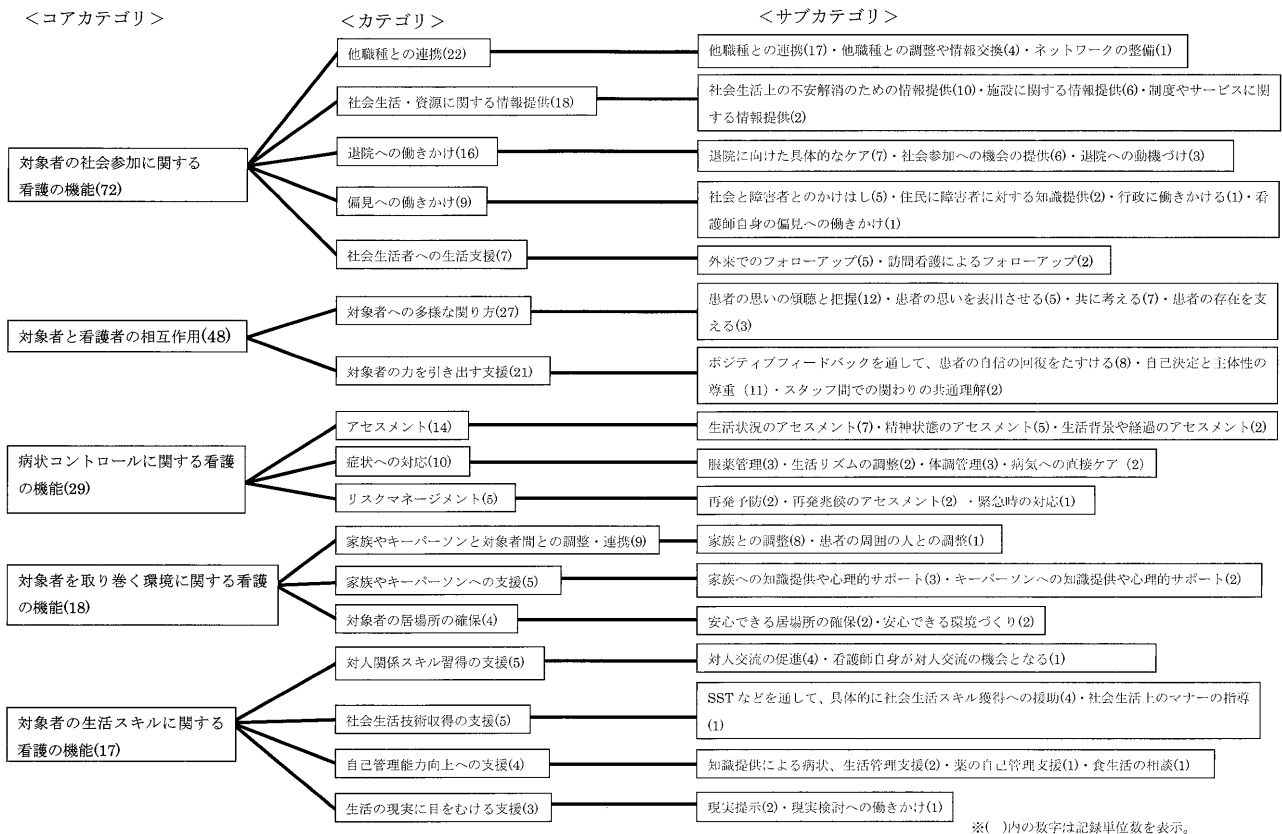 ＜コアカテゴリ＞
＜カテゴリ＞
＜サブカテゴリ＞
対象者の社会参加に関する
看護の機能(72)
他職種との連携(22)
他職種との連携(17)・他職種との調整や情報交換(4)・ネットワークの整備(1)
社会生活・資源に関する情報提供(18)
社会生活上の不安解消のための情報提供(10)・施設に関する情報提供(6)・制度やサービスに関
する情報提供(2)
退院への働きかけ(16)
退院に向けた具体的なケア(7)・社会参加への機会の提供(6)・退院への動機づけ(3)
偏見への働きかけ(9)
社会と障害者とのかけはし(5)・住民に障害者に対する知識提供(2)・行政に働きかける(1)・看
護師自身の偏見への働きかけ(1)
社会生活者への生活支援(7)
外来でのフォローアップ(5)・訪問看護によるフォローアップ(2)
対象者と看護者の相互作用(48)
対象者への多様な関り方(27)
患者の思いの傾聴と把握(12)・患者の思いを表出させる(5)・共に考える(7)・患者の存在を支
える(3)
対象者の力を引き出す支援(21)
ポジティブフィードバックを通して、患者の自信の回復をたすける(8)・自己決定と主体性の
尊重（11)・スタッフ間での関わりの共通理解(2)
病状コントロールに関する看護
の機能(29)
アセスメント(14)
生活状況のアセスメント(7)・精神状態のアセスメント(5)・生活背景や経過のアセスメント(2)
症状への対応(10)
服薬管理(3)・生活リズムの調整(2)・体調管理(3)・病気への直接ケア（2)
リスクマネージメント(5)
再発予防(2)・再発兆候のアセスメント(2) ・緊急時の対応(1)
対象者を取り巻く環境に関する看護
の機能(18)
家族やキーパーソンと対象者間との調整・連携(9)
家族との調整(8)・患者の周囲の人との調整(1)
家族やキーパーソンへの支援(5)
家族への知識提供や心理的サポート(3)・キーパーソンへの知識提供や心理的サポート(2)
対象者の居場所の確保(4)
安心できる居場所の確保(2)・安心できる環境づくり(2)
対象者の生活スキルに関する
看護の機能(17)
対人関係スキル習得の支援(5)
対人交流の促進(4)・看護師自身が対人交流の機会となる(1)
社会生活技術収得の支援(5)
SST などを通して、具体的に社会生活スキル獲得への援助(4)・社会生活上のマナーの指導
(1)
自己管理能力向上への支援(4)
知識提供による病状、生活管理支援(2)・薬の自己管理支援(1)・食生活の相談(1)
生活の現実に目をむける支援(3)
現実提示(2)・現実検討への働きかけ(1)
※( )内の数字は記録単位数を表示。